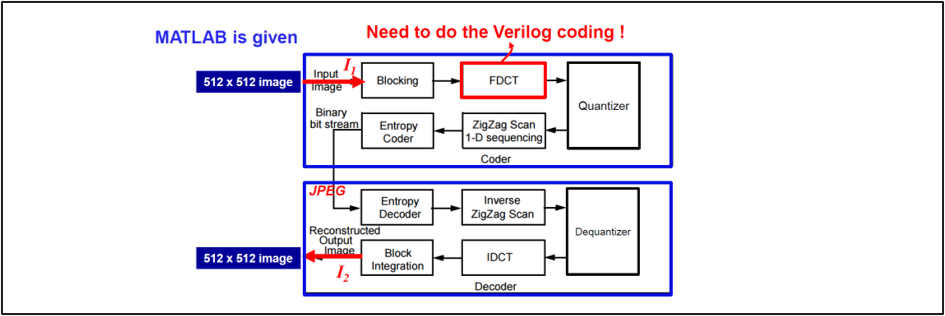 Need to do the Verilog coding !
MATLAB is given
512 x 512 image
Input
Image
I1
Blocking
FDCT
Quantizer
Binary
bit stream
Entropy
Coder
ZigZag Scan
1-D sequencing
Coder
JPEG
Entropy
Decoder
Inverse
ZigZag Scan
Dequantizer
Reconstructed
Output
Image
512 x 512 image
I2
Block
Integration
IDCT
Decoder